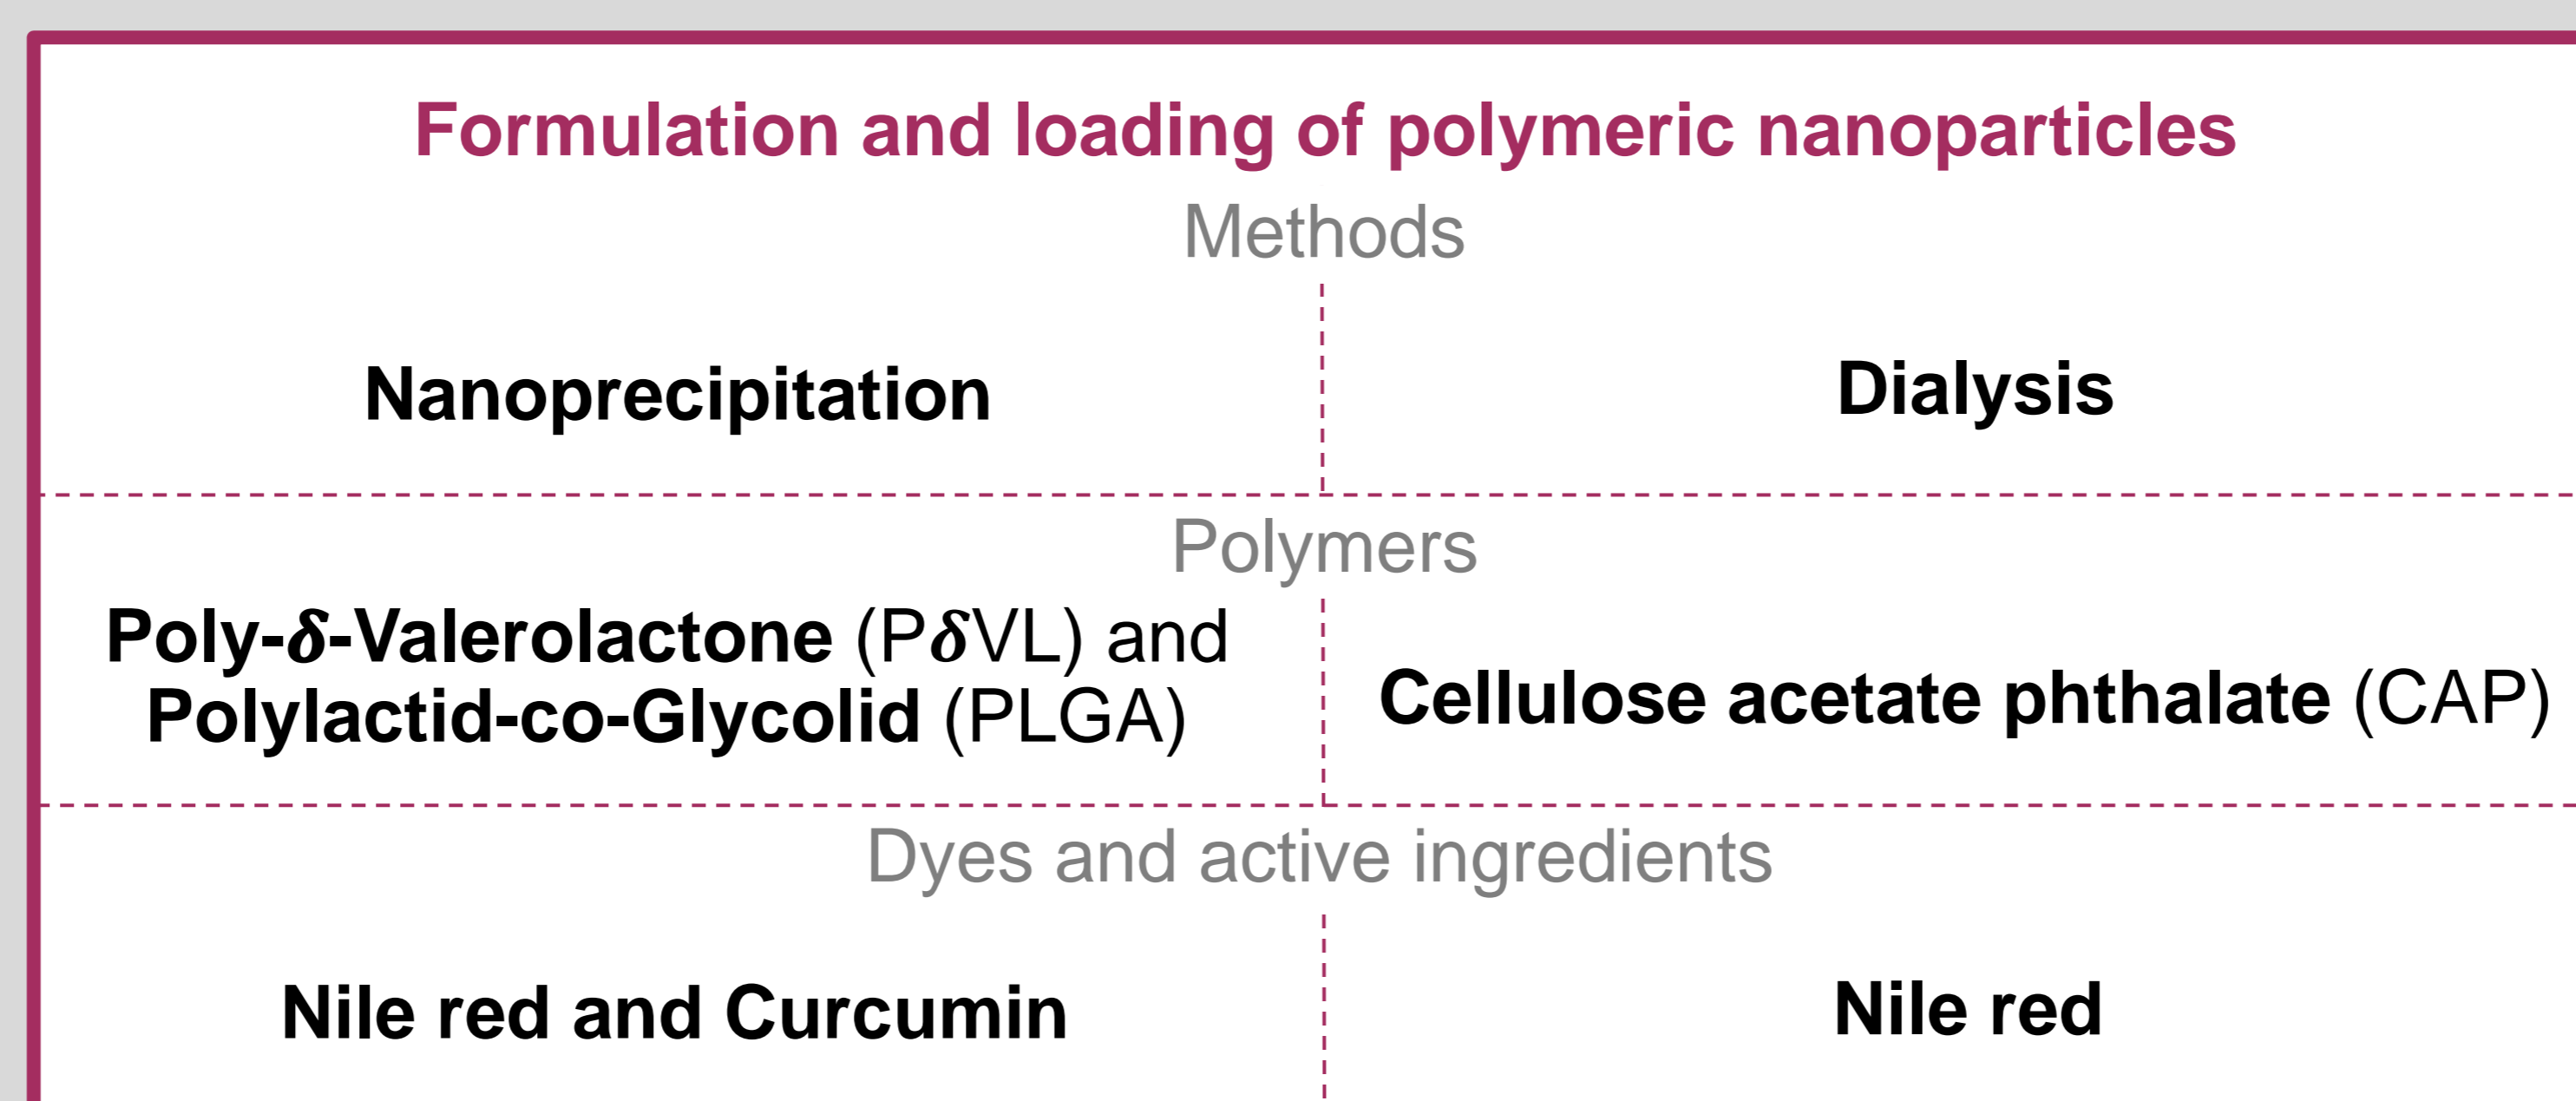 Formulation and loading of polymeric nanoparticles
Methods
Nanoprecipitation
Dialysis
Polymers
Poly-δ-Valerolactone (PδVL) and
Polylactid-co-Glycolid (PLGA)
Cellulose acetate phthalate (CAP)
Dyes and active ingredients
Nile red and Curcumin
Nile red